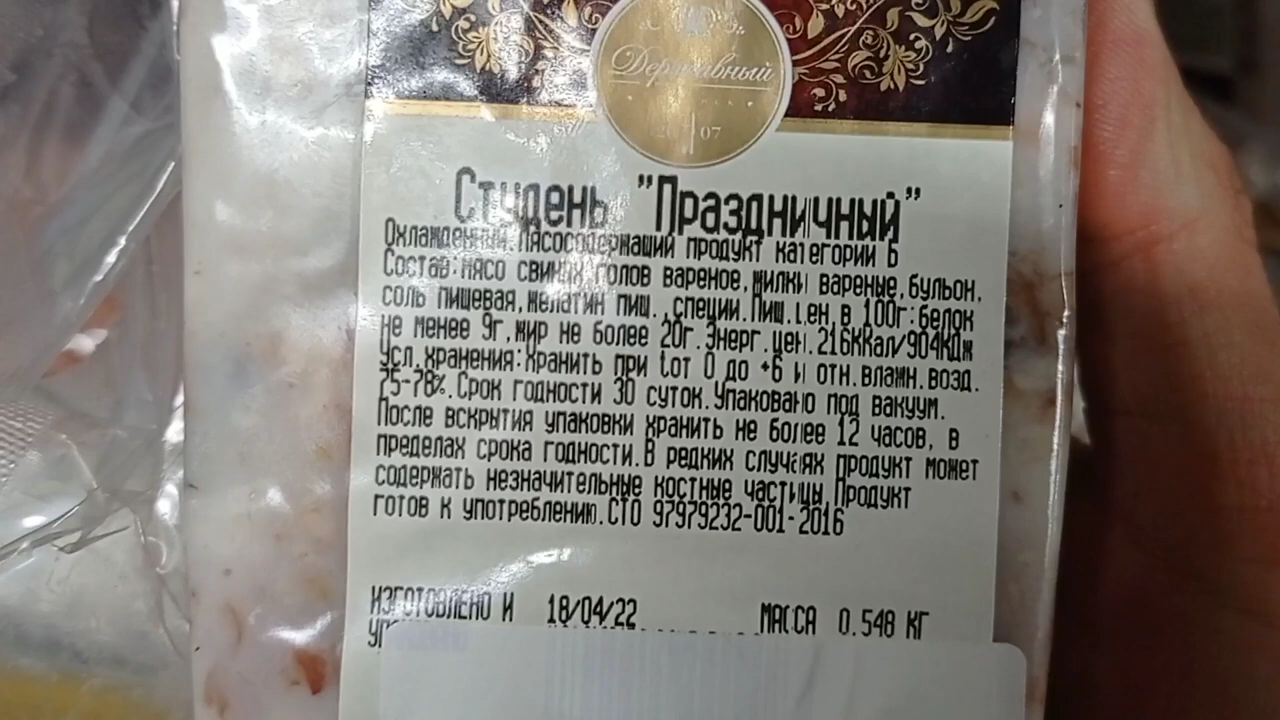 Державный
2007
Студень "Праздничный"
Охлажденный.Мясосодержащий продукт категории Б
Состав:мясо свиных голов вареное,жилки вареные,бульон,
соль пищевая,желатин пищ.,специи.Пищ.цен.в 100г:белок
не менее 9г,жир не более 20г.Энерг.цен.216кКал/904кДж
Усл.хранения:Хранить при tот 0 до +6 и отн.влажн.возд.
75-78%.Срок годности 30 суток.Упаковано под вакуум.
После вскрытия упаковки хранить не более 12 часов, в
пределах срока годности.В редких случаях продукт может
содержать незначительные костные частицы.Продукт
готов к употреблению.СТО 97979232-001-2016
ИЗГОТОВЛЕНО И 18/04/22 МАССА 0.548 КГ